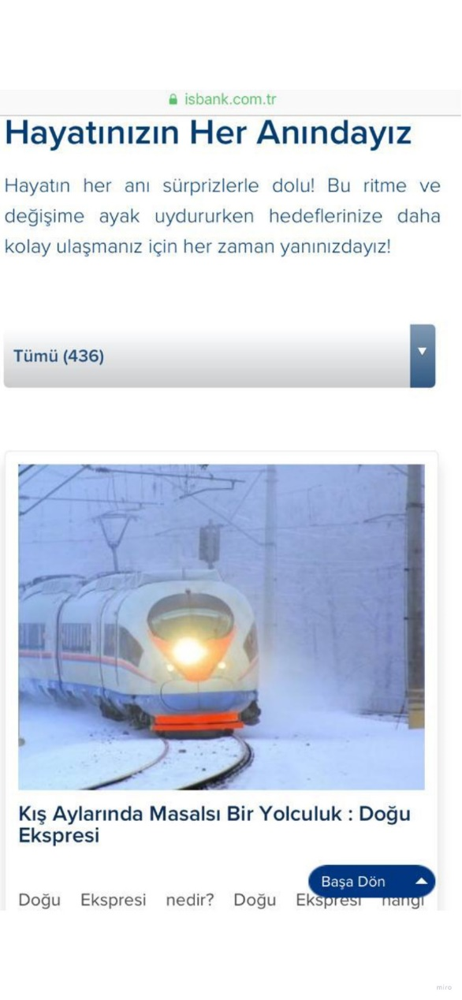 isbank.com.tr
Hayatınızın Her Anındayız
Hayatın her anı sürprizlerle dolu! Bu ritme ve
değişime ayak uydururken hedeflerinize daha
kolay ulaşmanız için her zaman yanınızdayız!
Tümü (436)
Kış Aylarında Masalsı Bir Yolculuk : Doğu
Ekspresi
Başa Dön
Doğu Ekspresi nedir? Doğu Ekspresi hangi
miro